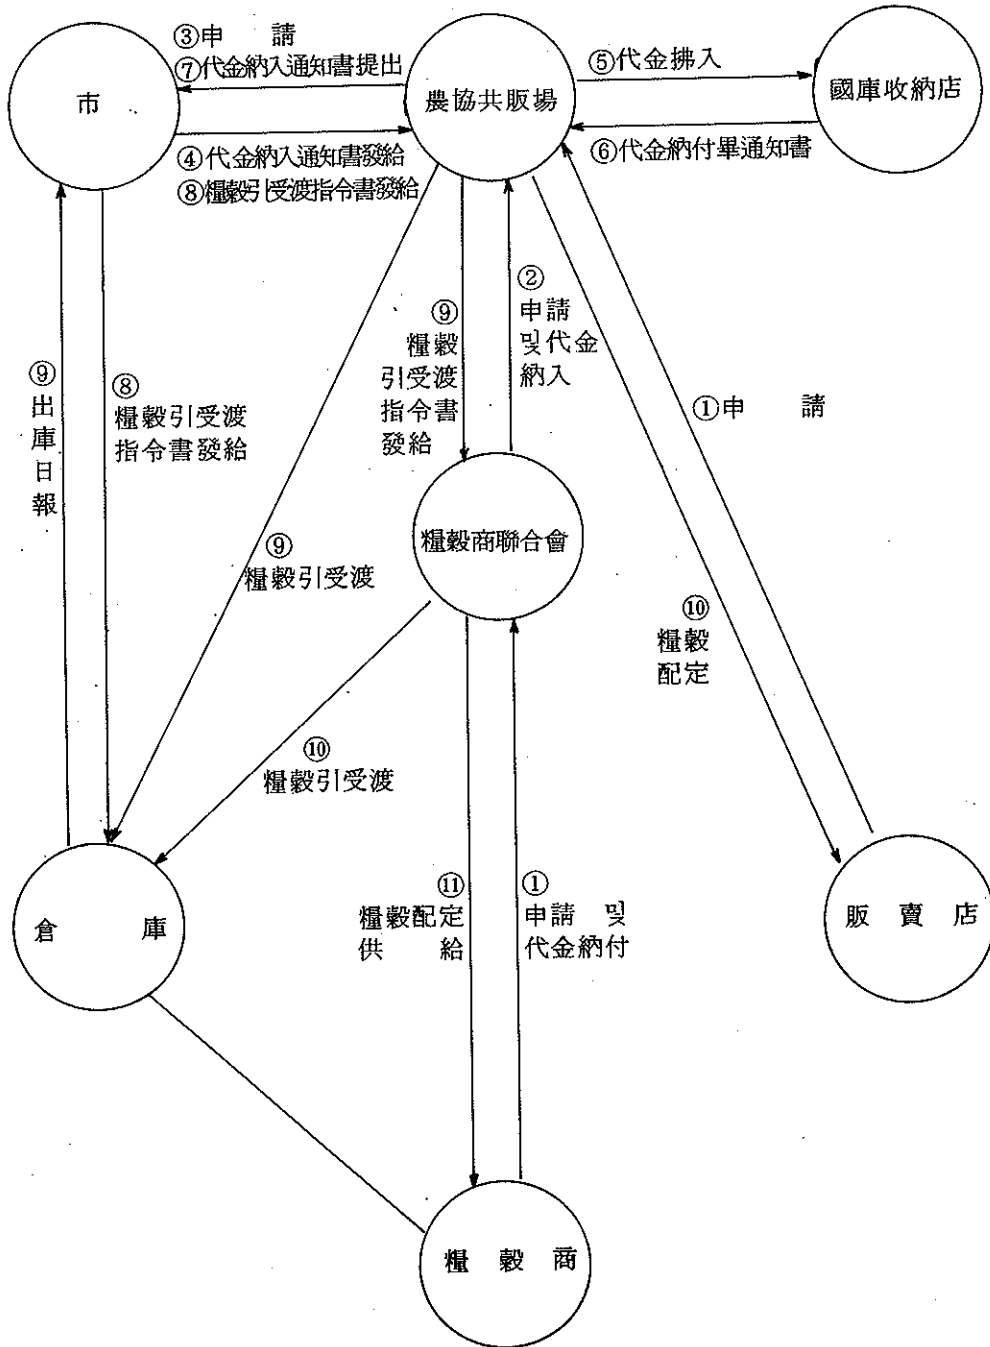 市
③申 請
⑦代金納入通知書提出
④代金納入通知書發給
⑧糧穀引受渡指令書發給
農協共販場
⑤代金拂入
⑥代金納付畢通知書
國庫收納店
⑨
出
庫
日
報
⑧
糧穀引受渡
指令書發給
⑨
糧穀引受渡
⑨
糧穀
引受渡
指令書
發給
②
申請
및代金
納入
①申 請
糧穀商聯合會
⑩
糧穀
配定
⑩
糧穀引受渡
倉 庫
⑪
糧穀配定
供 給
①
申請 및
代金納付
販 賣 店
糧 穀 商